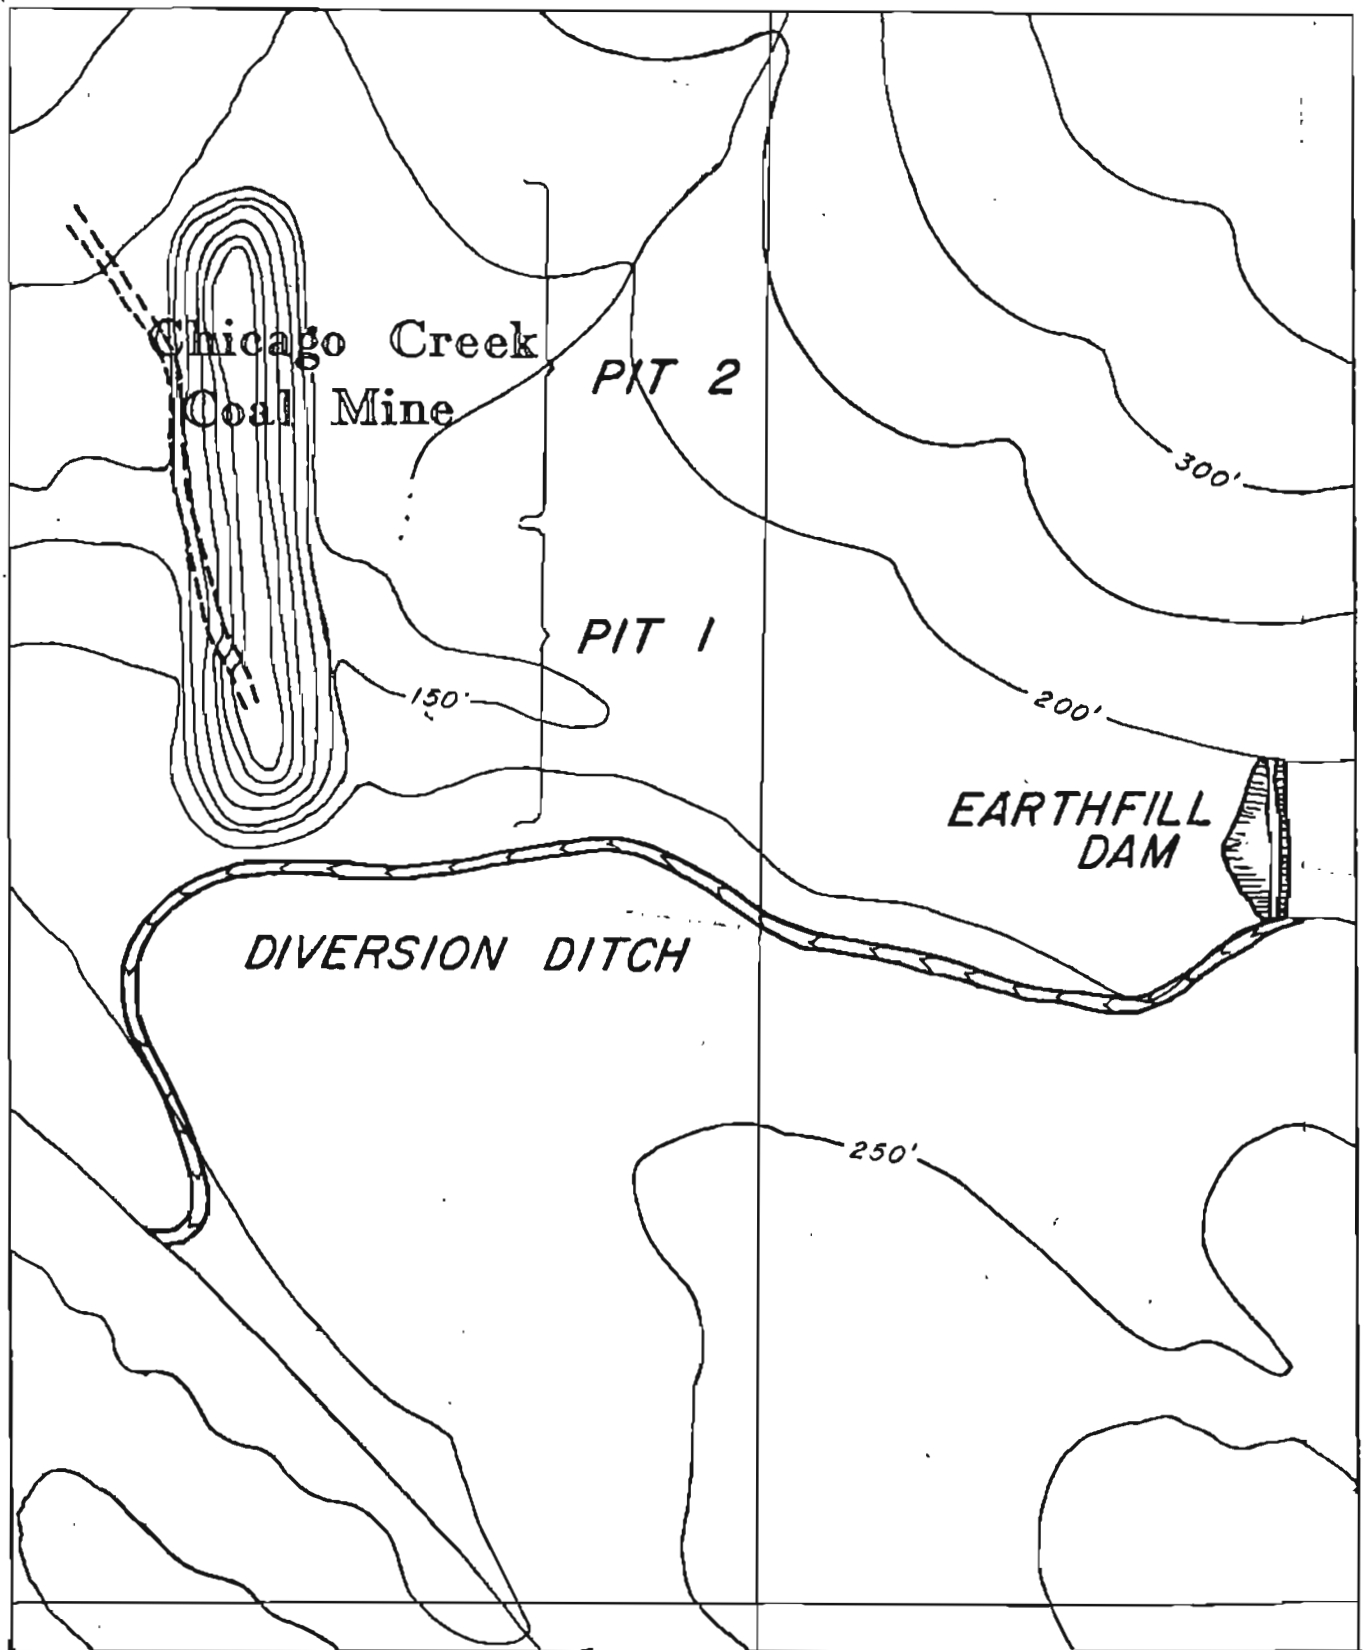 Chicago Creek
Coal Mine
PIT 2
300'
PIT 1
150'
200'
EARTHFILL
DAM
DIVERSION DITCH
250'